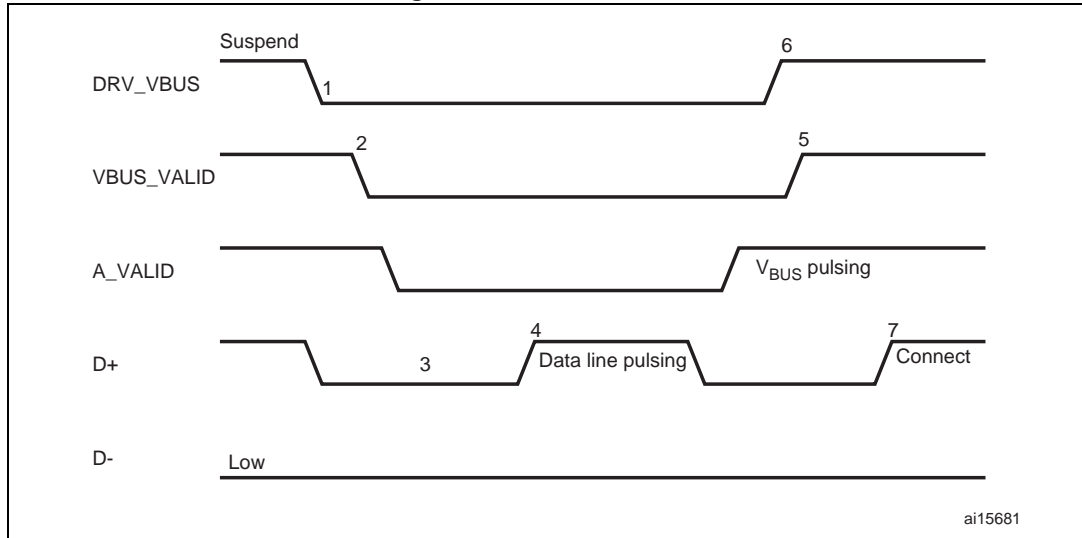 Suspend
6
DRV_VBUS
1
2
5
VBUS_VALID
A_VALID
VBUS pulsing
4
7
D+
3
Data line pulsing
Connect
D-
Low
ai15681